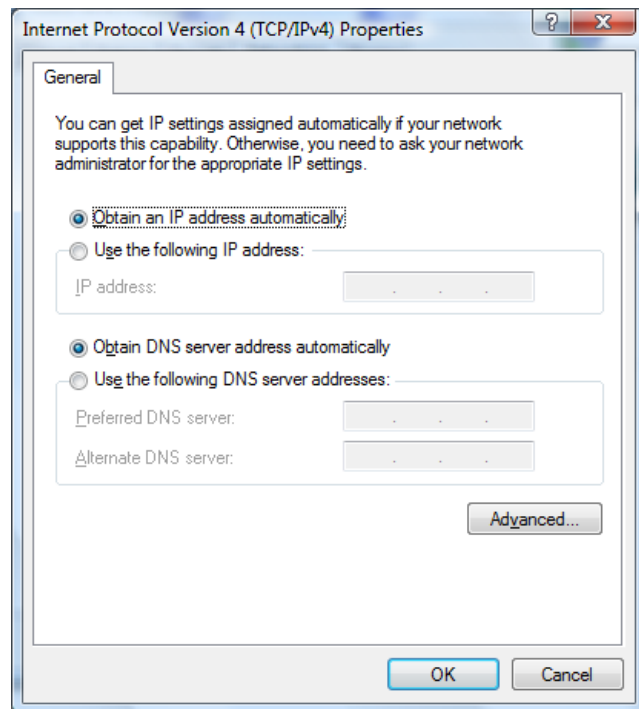 Internet Protocol Version 4 (TCP/IPv4) Properties
General
You can get IP settings assigned automatically if your network
supports this capability. Otherwise, you need to ask your network
administrator for the appropriate IP settings.
Obtain an IP address automatically
Use the following IP address:
IP address:
Obtain DNS server address automatically
Use the following DNS server addresses:
Preferred DNS server:
Alternate DNS server:
Advanced...
OK
Cancel